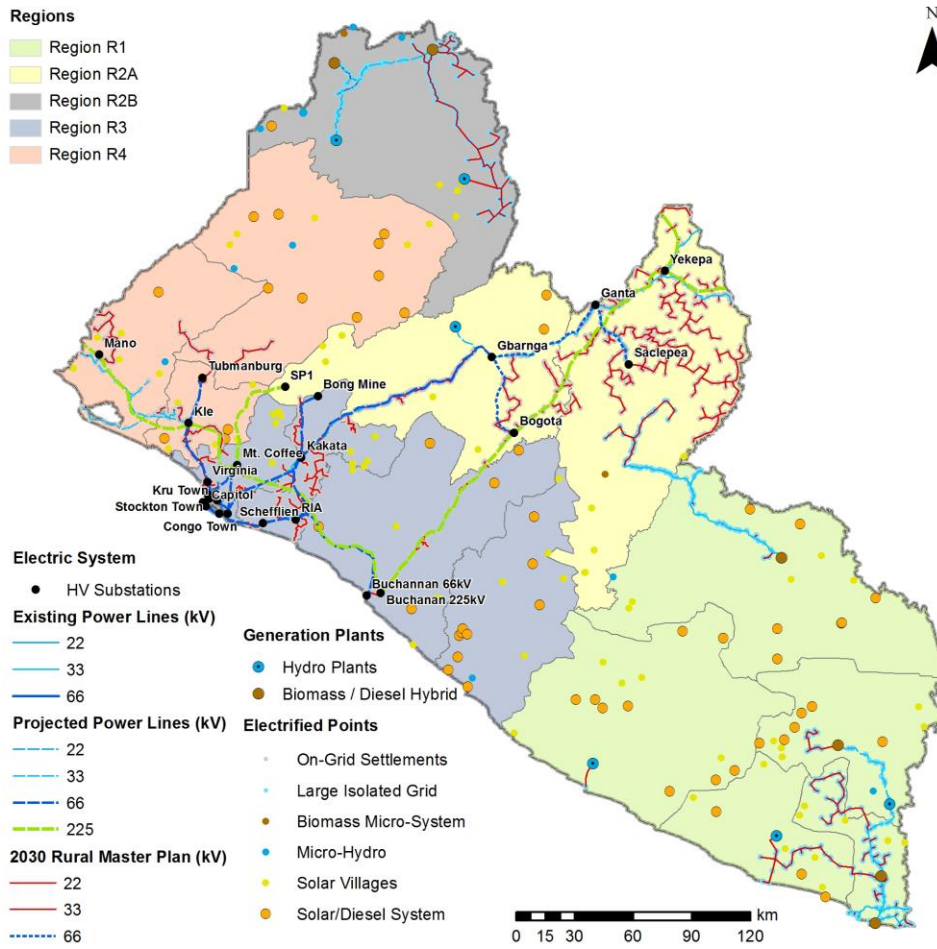 Regions
Region R1
Region R2A
Region R2B
Region R3
Region R4
N
Yekepa
Ganta
Gbarnga
Saclepea
Mano
Tubmanburg
SP1
Bong Mine
Kle
Bogota
Mt. Coffee
Kakata
Virginia
Kru Town
Capitol
Stockton Town
Schefflien
RIA
Congo Town
Buchannan 66kV
Buchanan 225kV
Electric System
HV Substations
Existing Power Lines (kV)
22
33
66
Projected Power Lines (kV)
22
33
66
225
2030 Rural Master Plan (kV)
22
33
66
Generation Plants
Hydro Plants
Biomass / Diesel Hybrid
Electrified Points
On-Grid Settlements
Large Isolated Grid
Biomass Micro-System
Micro-Hydro
Solar Villages
Solar/Diesel System
km
0 15 30 60 90 120